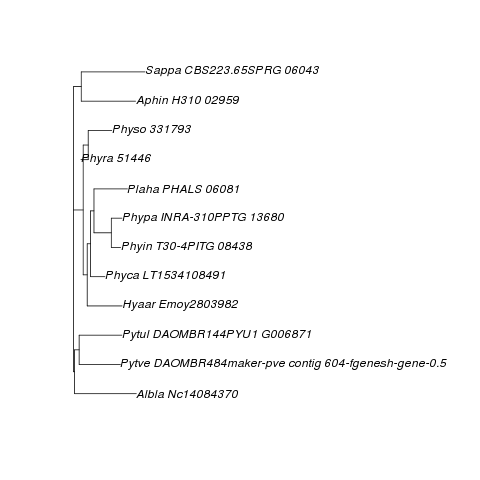 Sappa CBS223.65SPRG 06043
Aphin H310 02959
Physo 331793
Phyra 51446
Plaha PHALS 06081
Phypa INRA-310PPTG 13680
Phyin T30-4PITG 08438
Phyca LT1534108491
Hyaar Emoy2803982
Pytul DAOMBR144PYU1 G006871
Pytve DAOMBR484maker-pve contig 604-fgenesh-gene-0.5
Albla Nc14084370